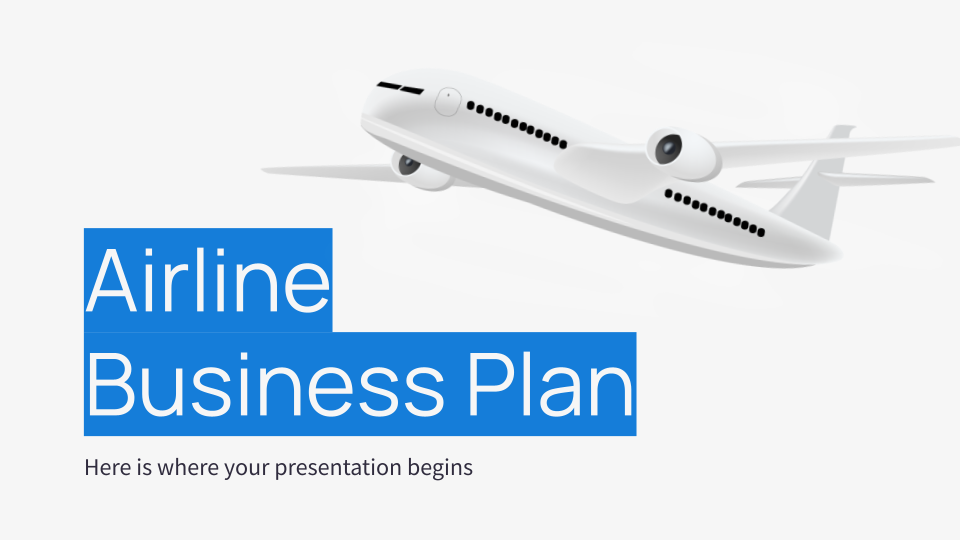 Airline
Business Plan
Here is where your presentation begins